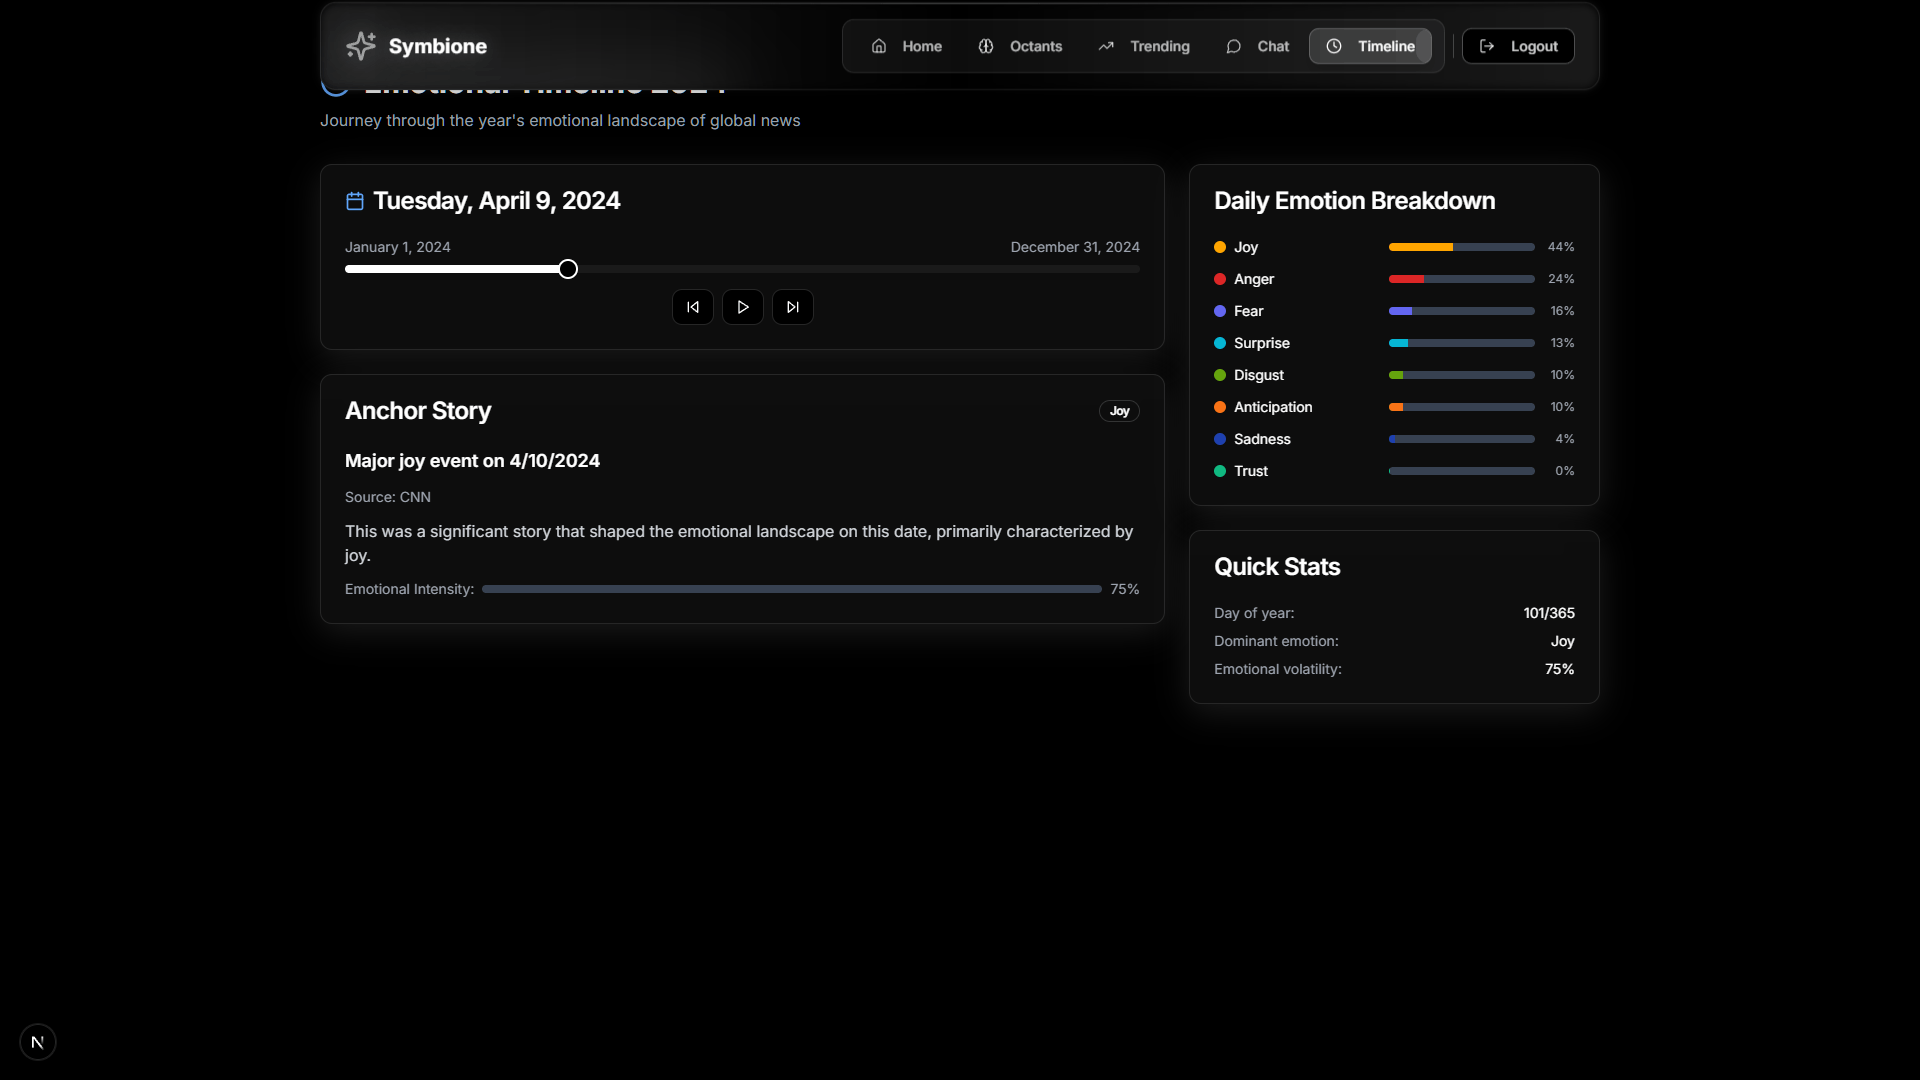 Symbione
Home
Octants
Trending
Chat
Timeline
Logout
Emotional Timeline 2024
Journey through the year's emotional landscape of global news
Tuesday, April 9, 2024
January 1, 2024
December 31, 2024
Anchor Story
Joy
Major joy event on 4/10/2024
Source: CNN
This was a significant story that shaped the emotional landscape on this date, primarily characterized by
joy.
Emotional Intensity:
75%
Daily Emotion Breakdown
Joy
44%
Anger
24%
Fear
16%
Surprise
13%
Disgust
10%
Anticipation
10%
Sadness
4%
Trust
0%
Quick Stats
Day of year:
101/365
Dominant emotion:
Joy
Emotional volatility:
75%
N